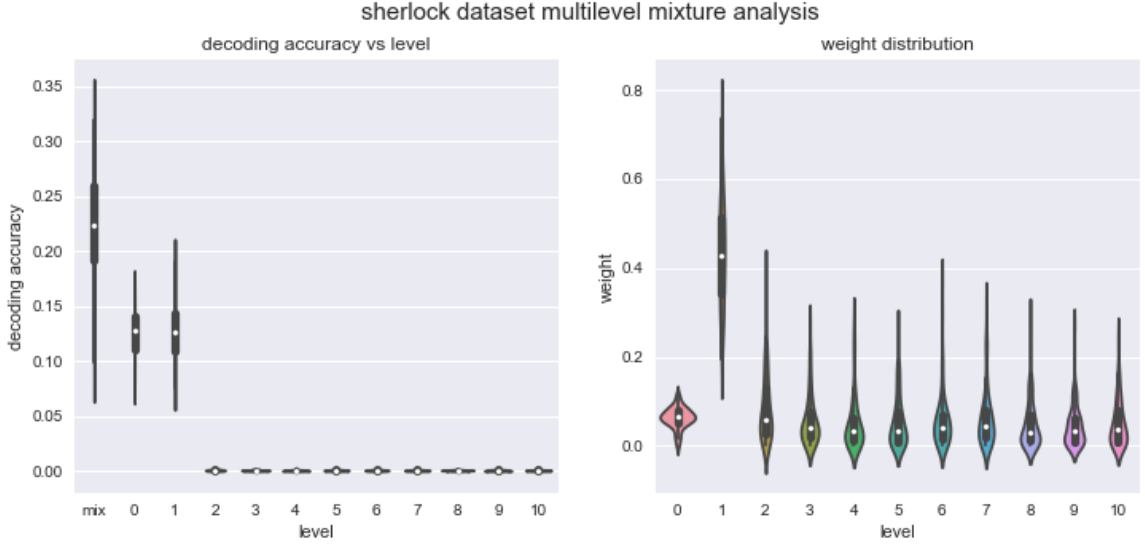 sherlock dataset multilevel mixture analysis
decoding accuracy vs level
decoding accuracy
0.35
0.30
0.25
0.20
0.15
0.10
0.05
0.00
mix 0 1 2 3 4 5 6 7 8 9 10
level
weight distribution
weight
0.8
0.6
0.4
0.2
0.0
0 1 2 3 4 5 6 7 8 9 10
level